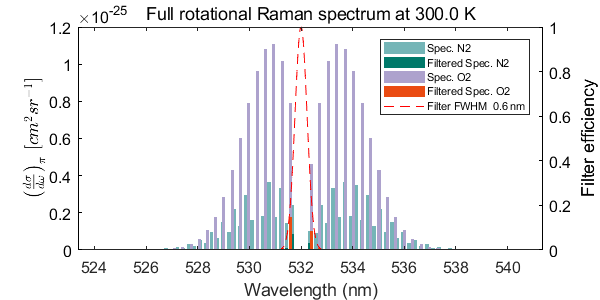 Full rotational Raman spectrum at 300.0 K
×10^-25
1.2
1
0.8
0.6
0.4
0.2
0
(dσ/dω)_π [cm² sr⁻¹]
1
0.8
0.6
0.4
0.2
0
Filter efficiency
Spec. N2
Filtered Spec. N2
Spec. O2
Filtered Spec. O2
Filter FWHM 0.6 nm
524 526 528 530 532 534 536 538 540
Wavelength (nm)